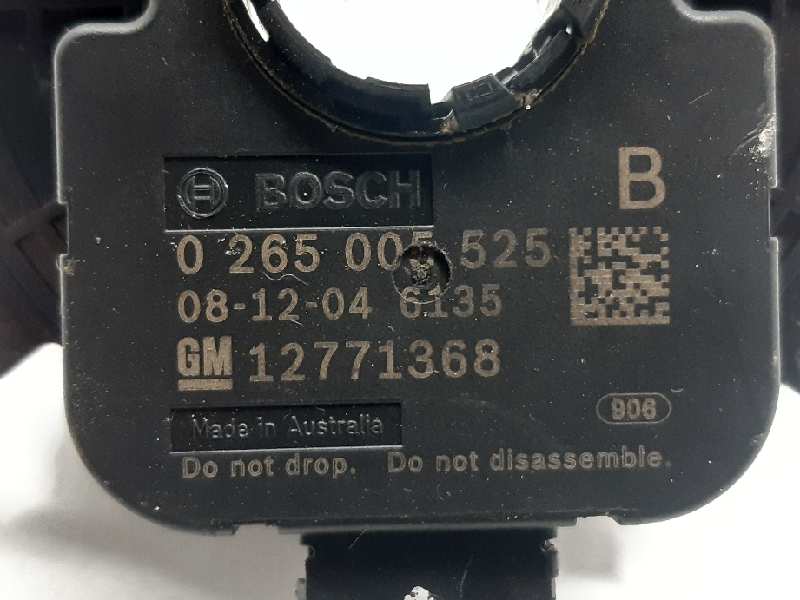 BOSCH
B
0 265 005 525
08-12-04 6135
GM 12771368
906
Made in Australia
Do not drop. Do not disassemble.